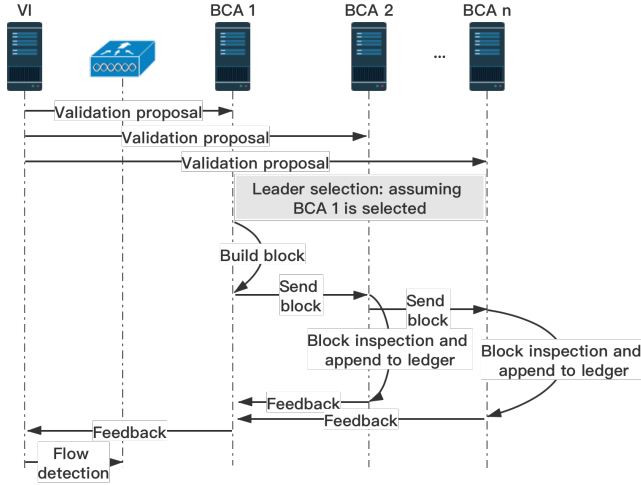 VI
BCA 1
BCA 2
BCA n
...
Validation proposal
Validation proposal
Validation proposal
Leader selection: assuming
BCA 1 is selected
Build block
Send
block
Send
block
Block inspection and
append to ledger
Block inspection and
append to ledger
Feedback
Feedback
Feedback
Flow
detection